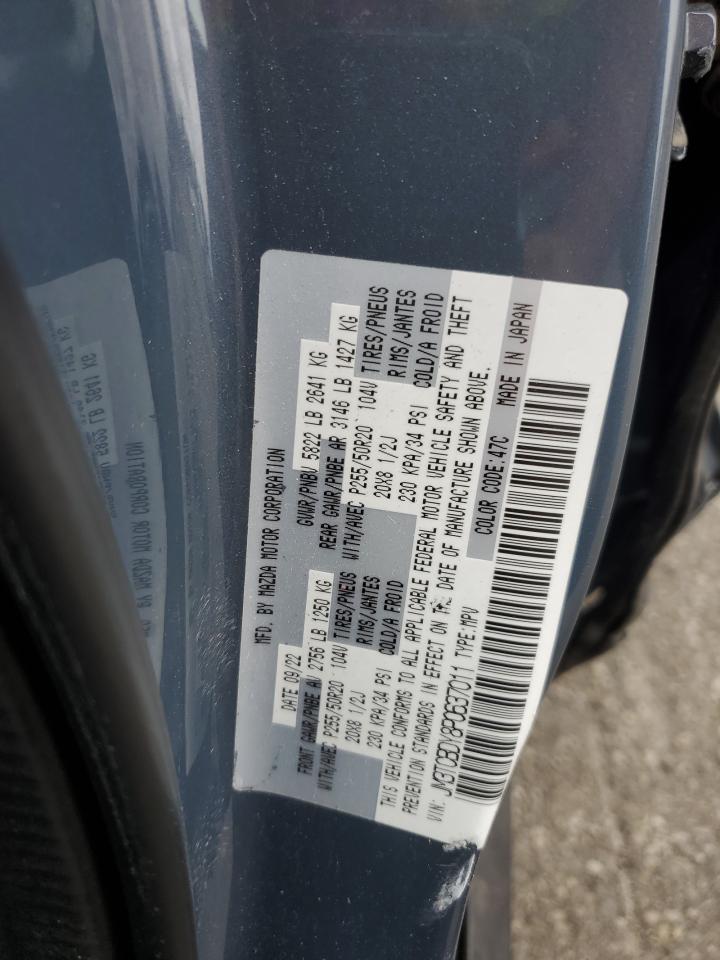 MFD. BY MAZDA MOTOR CORPORATION
DATE 09/22 GVWR/PNBV 5822 LB 2641 KG
FRONT GAWR/PNBE AV 2756 LB 1250 KG REAR GAWR/PNBE AR 3146 LB 1427 KG
WITH/AVEC P255/50R20 104V TIRES/PNEUS WITH/AVEC P255/50R20 104V TIRES/PNEUS
20X8 1/2J RIMS/JANTES 20X8 1/2J RIMS/JANTES
230 KPA/34 PSI COLD/A FROID 230 KPA/34 PSI COLD/A FROID
THIS VEHICLE CONFORMS TO ALL APPLICABLE FEDERAL MOTOR VEHICLE SAFETY AND THEFT
PREVENTION STANDARDS IN EFFECT ON THE DATE OF MANUFACTURE SHOWN ABOVE.
VIN: JM3TCBDY8P0637011 TYPE:MPV COLOR CODE:47C MADE IN JAPAN